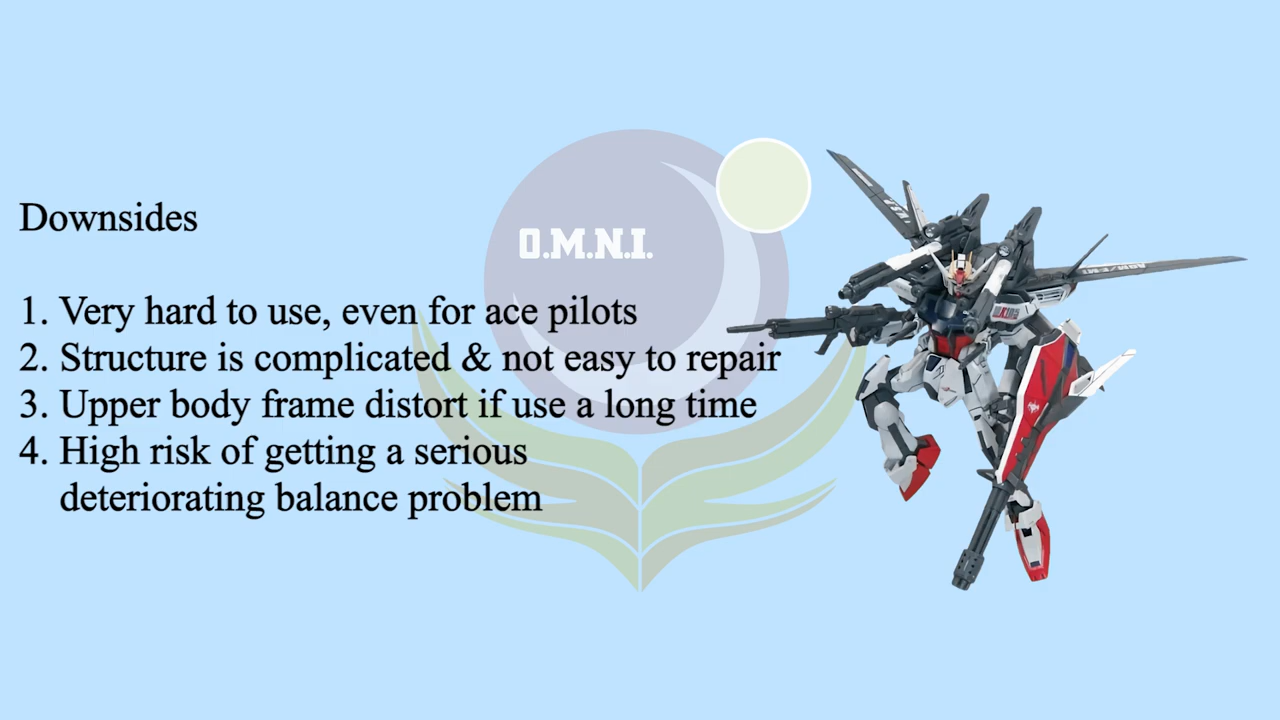 O.M.N.I.
Downsides
1. Very hard to use, even for ace pilots
2. Structure is complicated & not easy to repair
3. Upper body frame distort if use a long time
4. High risk of getting a serious
deteriorating balance problem